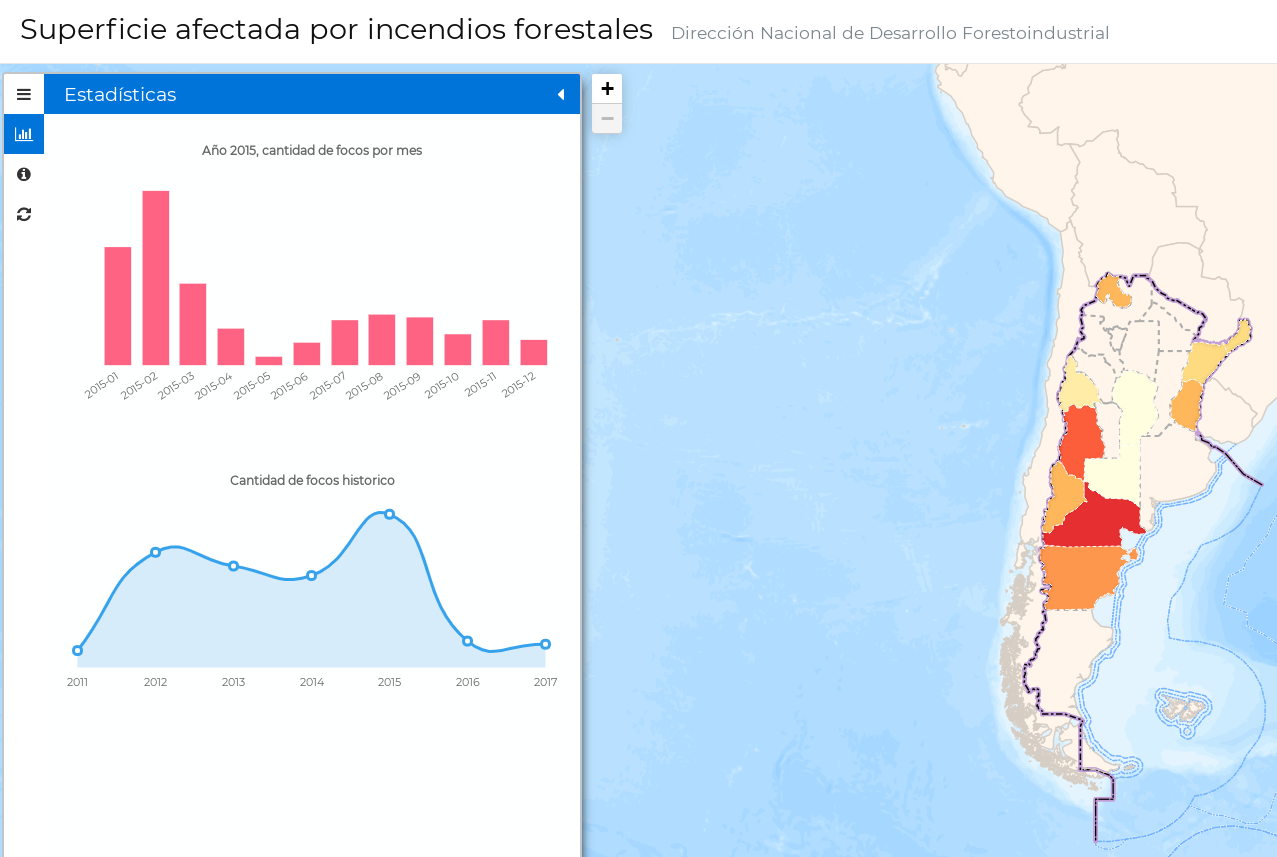 Superficie afectada por incendios forestales Dirección Nacional de Desarrollo Forestoindustrial
Estadísticas
+
−
Año 2015, cantidad de focos por mes
2015-01 2015-02 2015-03 2015-04 2015-05 2015-06 2015-07 2015-08 2015-09 2015-10 2015-11 2015-12
Cantidad de focos historico
2011 2012 2013 2014 2015 2016 2017